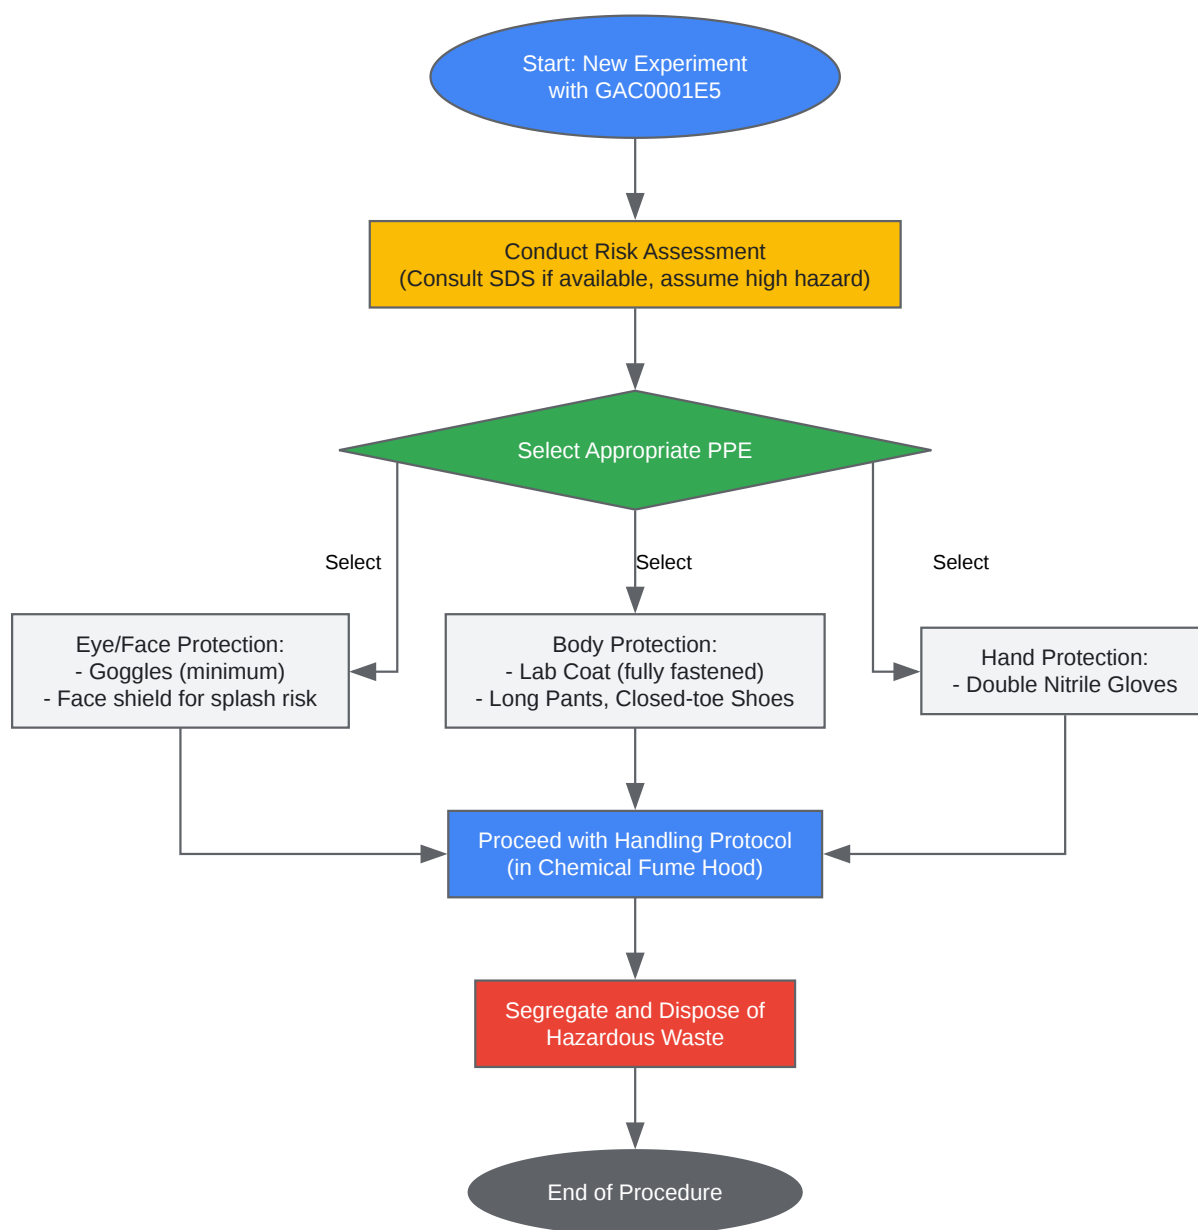 Start: New Experiment
with GAC0001E5
Conduct Risk Assessment
(Consult SDS if available, assume high hazard)
Select Appropriate PPE
Select
Select
Select
Eye/Face Protection:
- Goggles (minimum)
- Face shield for splash risk
Body Protection:
- Lab Coat (fully fastened)
- Long Pants, Closed-toe Shoes
Hand Protection:
- Double Nitrile Gloves
Proceed with Handling Protocol
(in Chemical Fume Hood)
Segregate and Dispose of
Hazardous Waste
End of Procedure